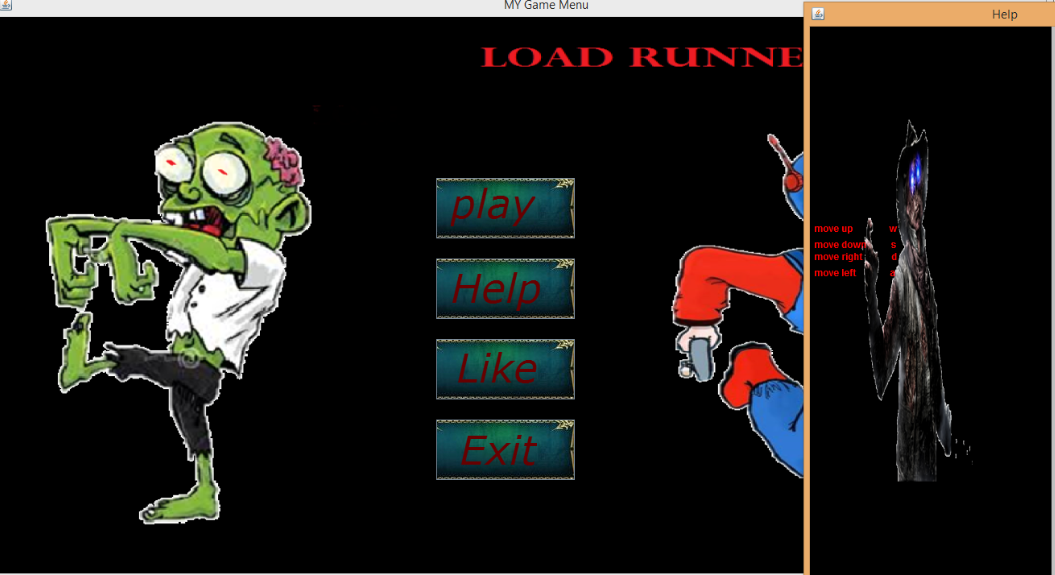 MY Game Menu
Help
LOAD RUNNE
play
Help
Like
Exit
move up w
move down s
move right d
move left a